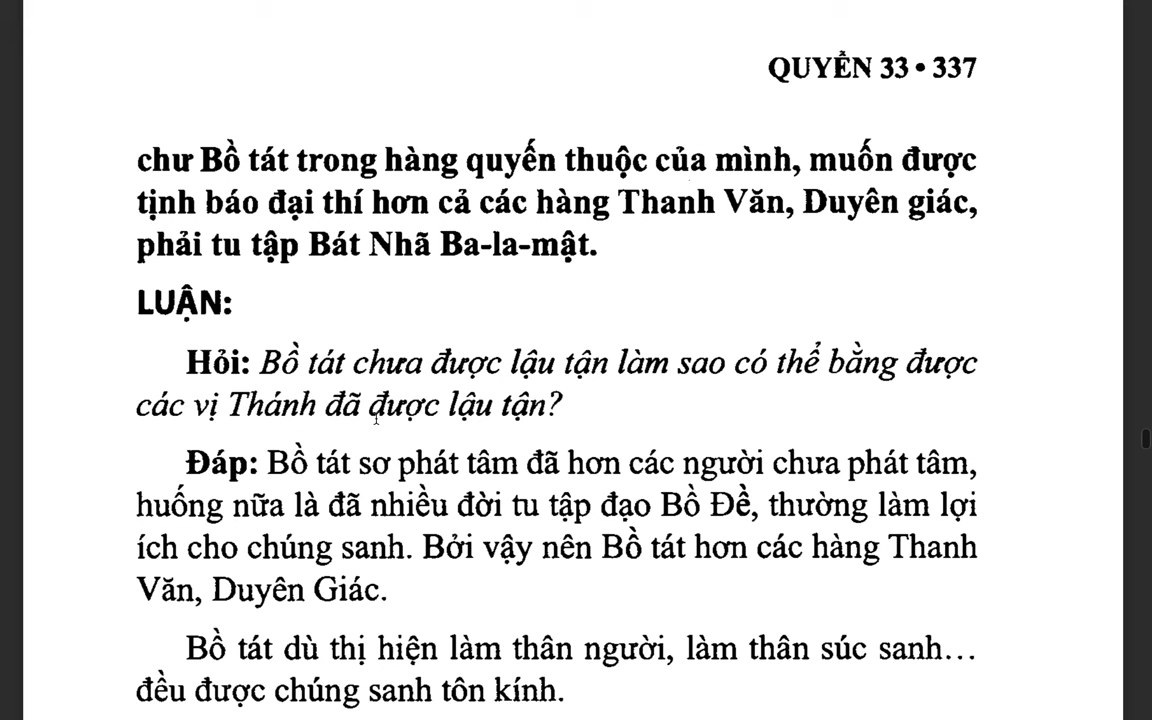 QUYỂN 33 • 337
chư Bồ tát trong hàng quyến thuộc của mình, muốn được
tịnh báo đại thí hơn cả các hàng Thanh Văn, Duyên giác,
phải tu tập Bát Nhã Ba-la-mật.
LUẬN:
Hỏi: Bồ tát chưa được lậu tận làm sao có thể bằng được
các vị Thánh đã được lậu tận?
Đáp: Bồ tát sơ phát tâm đã hơn các người chưa phát tâm,
huống nữa là đã nhiều đời tu tập đạo Bồ Đề, thường làm lợi
ích cho chúng sanh. Bởi vậy nên Bồ tát hơn các hàng Thanh
Văn, Duyên Giác.
Bồ tát dù thị hiện làm thân người, làm thân súc sanh…
đều được chúng sanh tôn kính.